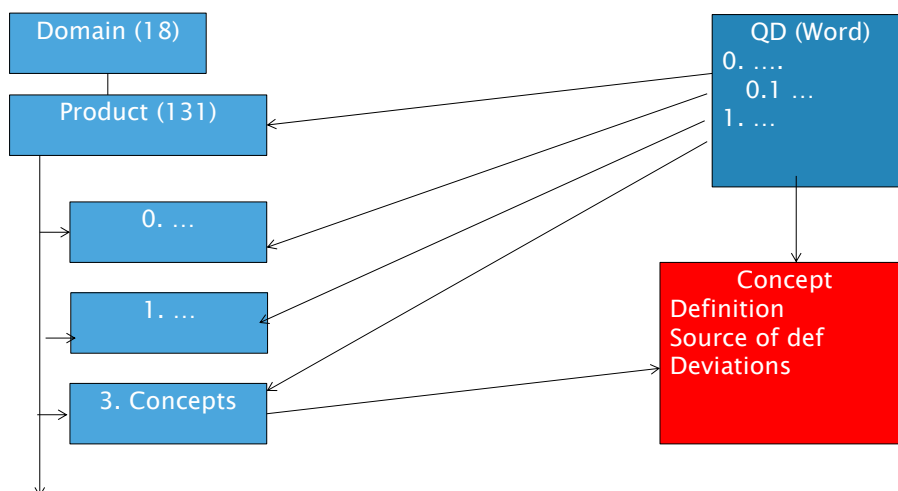 Domain (18)
Product (131)
0. …
1. …
3. Concepts
QD (Word)
0. ….
0.1 …
1. …
Concept
Definition
Source of def
Deviations